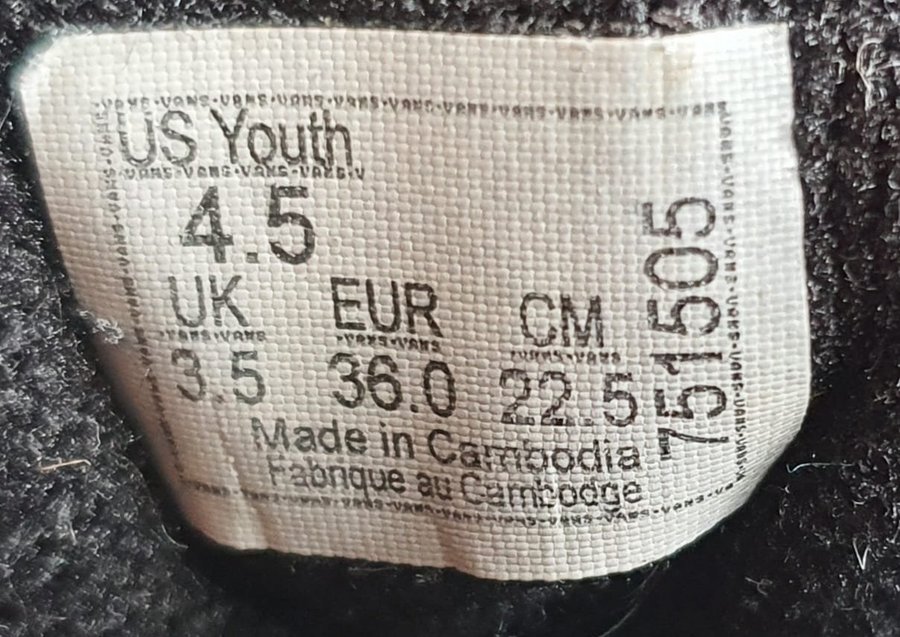 US Youth
4.5
UK EUR CM
3.5 36.0 22.5
Made in Cambodia
Fabrique au Cambodge
751505